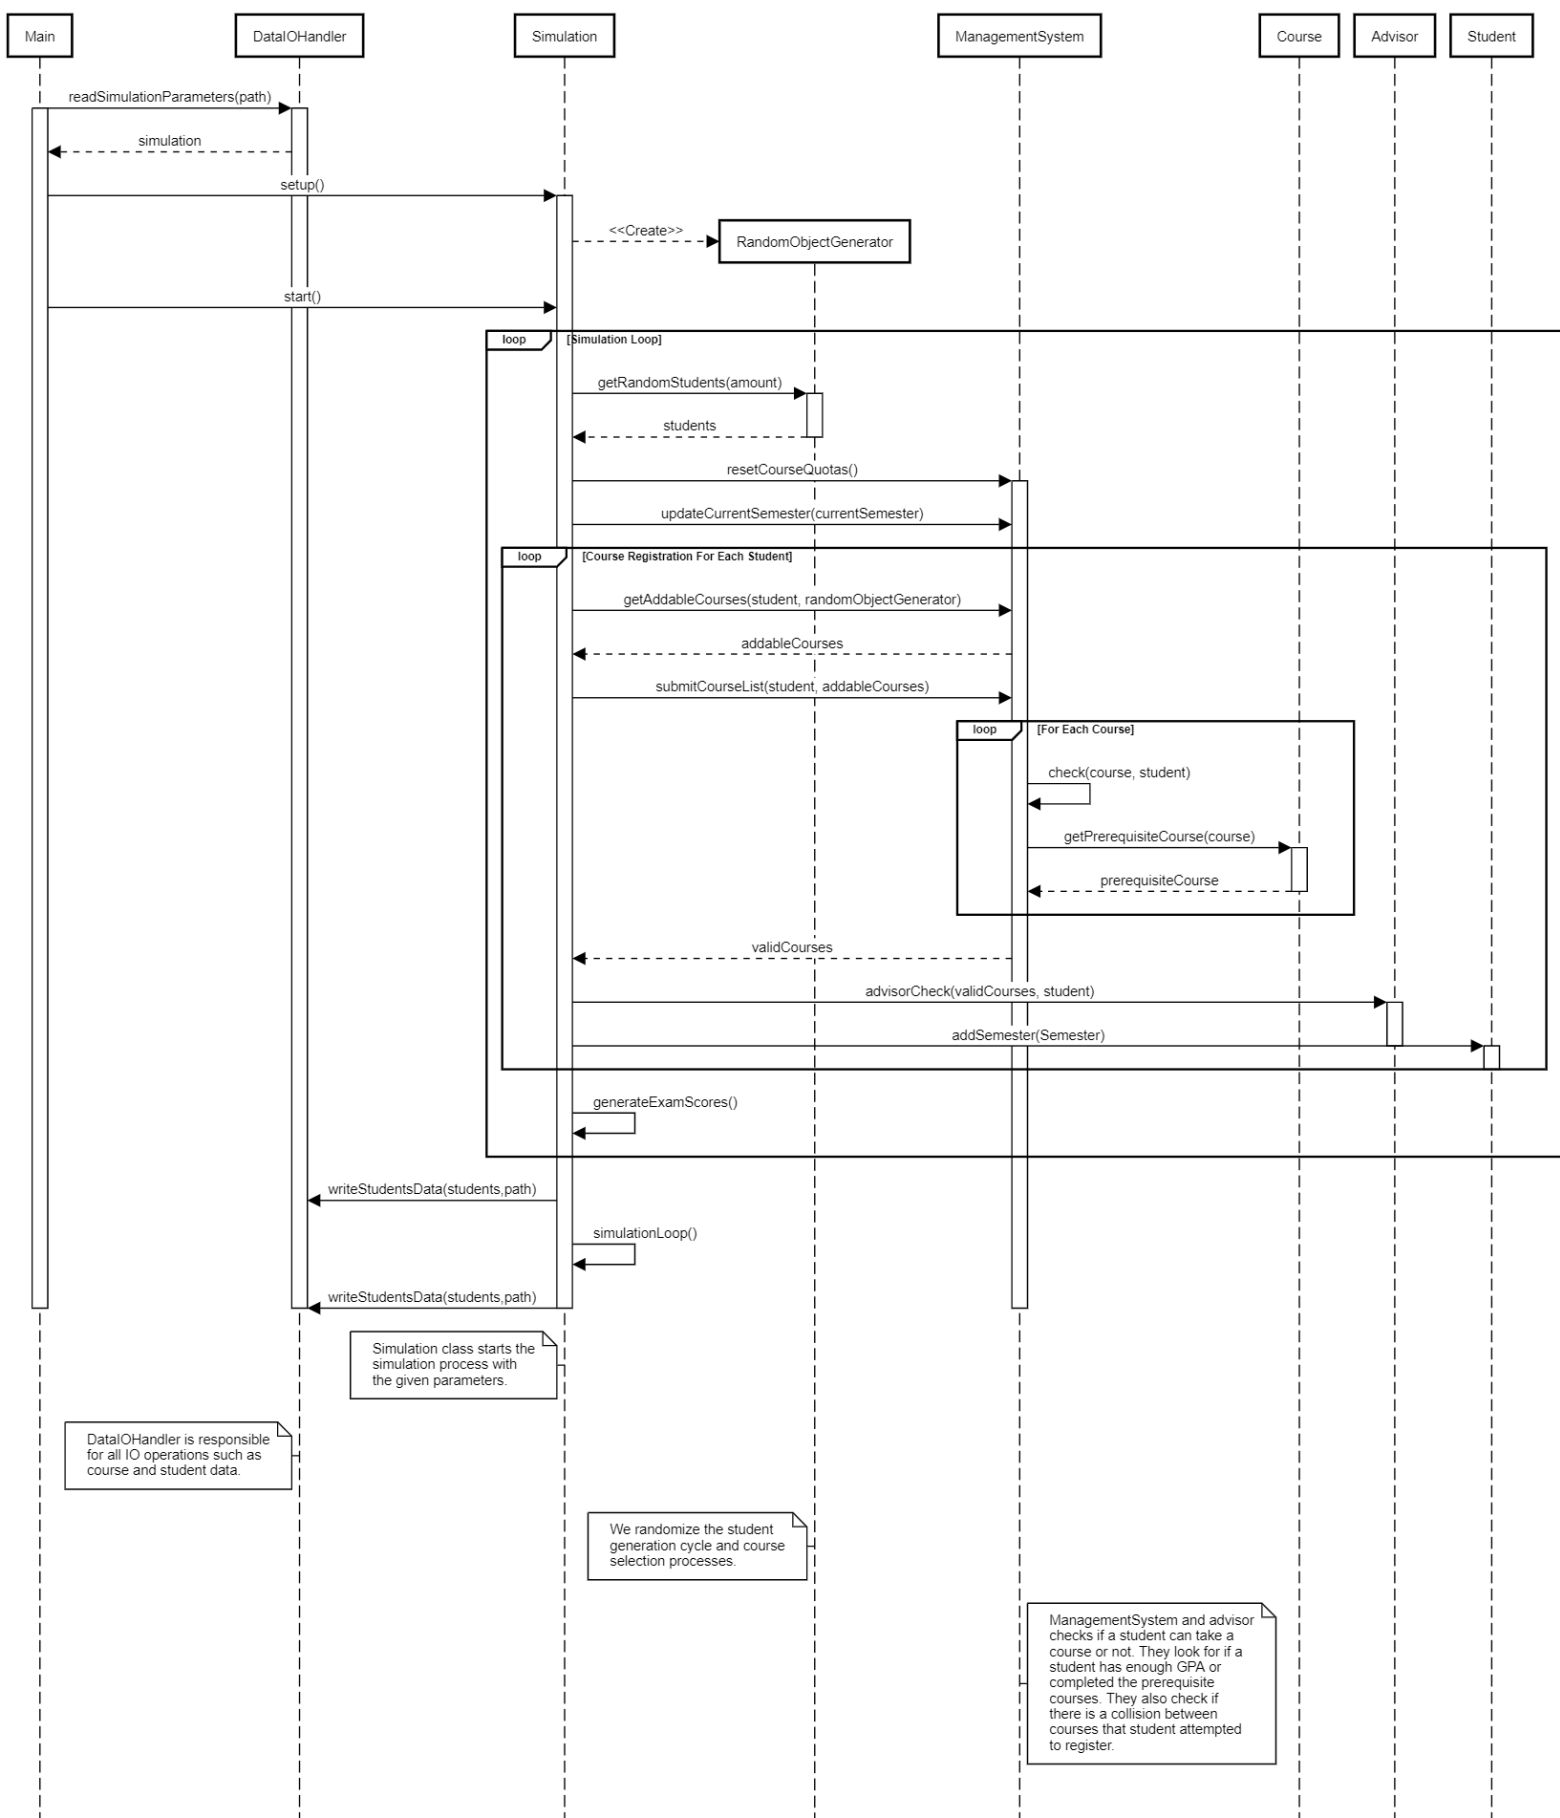 Main
DataIOHandler
Simulation
ManagementSystem
Course
Advisor
Student
readSimulationParameters(path)
simulation
setup()
<<Create>>
RandomObjectGenerator
start()
loop
[Simulation Loop]
getRandomStudents(amount)
students
resetCourseQuotas()
updateCurrentSemester(currentSemester)
loop
[Course Registration For Each Student]
getAddableCourses(student, randomObjectGenerator)
addableCourses
submitCourseList(student, addableCourses)
loop
[For Each Course]
check(course, student)
getPrerequisiteCourse(course)
prerequisiteCourse
validCourses
advisorCheck(validCourses, student)
addSemester(Semester)
generateExamScores()
writeStudentsData(students,path)
simulationLoop()
writeStudentsData(students,path)
Simulation class starts the
simulation process with
the given parameters.
DataIOHandler is responsible
for all IO operations such as
course and student data.
We randomize the student
generation cycle and course
selection processes.
ManagementSystem and advisor
checks if a student can take a
course or not. They look for if a
student has enough GPA or
completed the prerequisite
courses. They also check if
there is a collision between
courses that student attempted
to register.